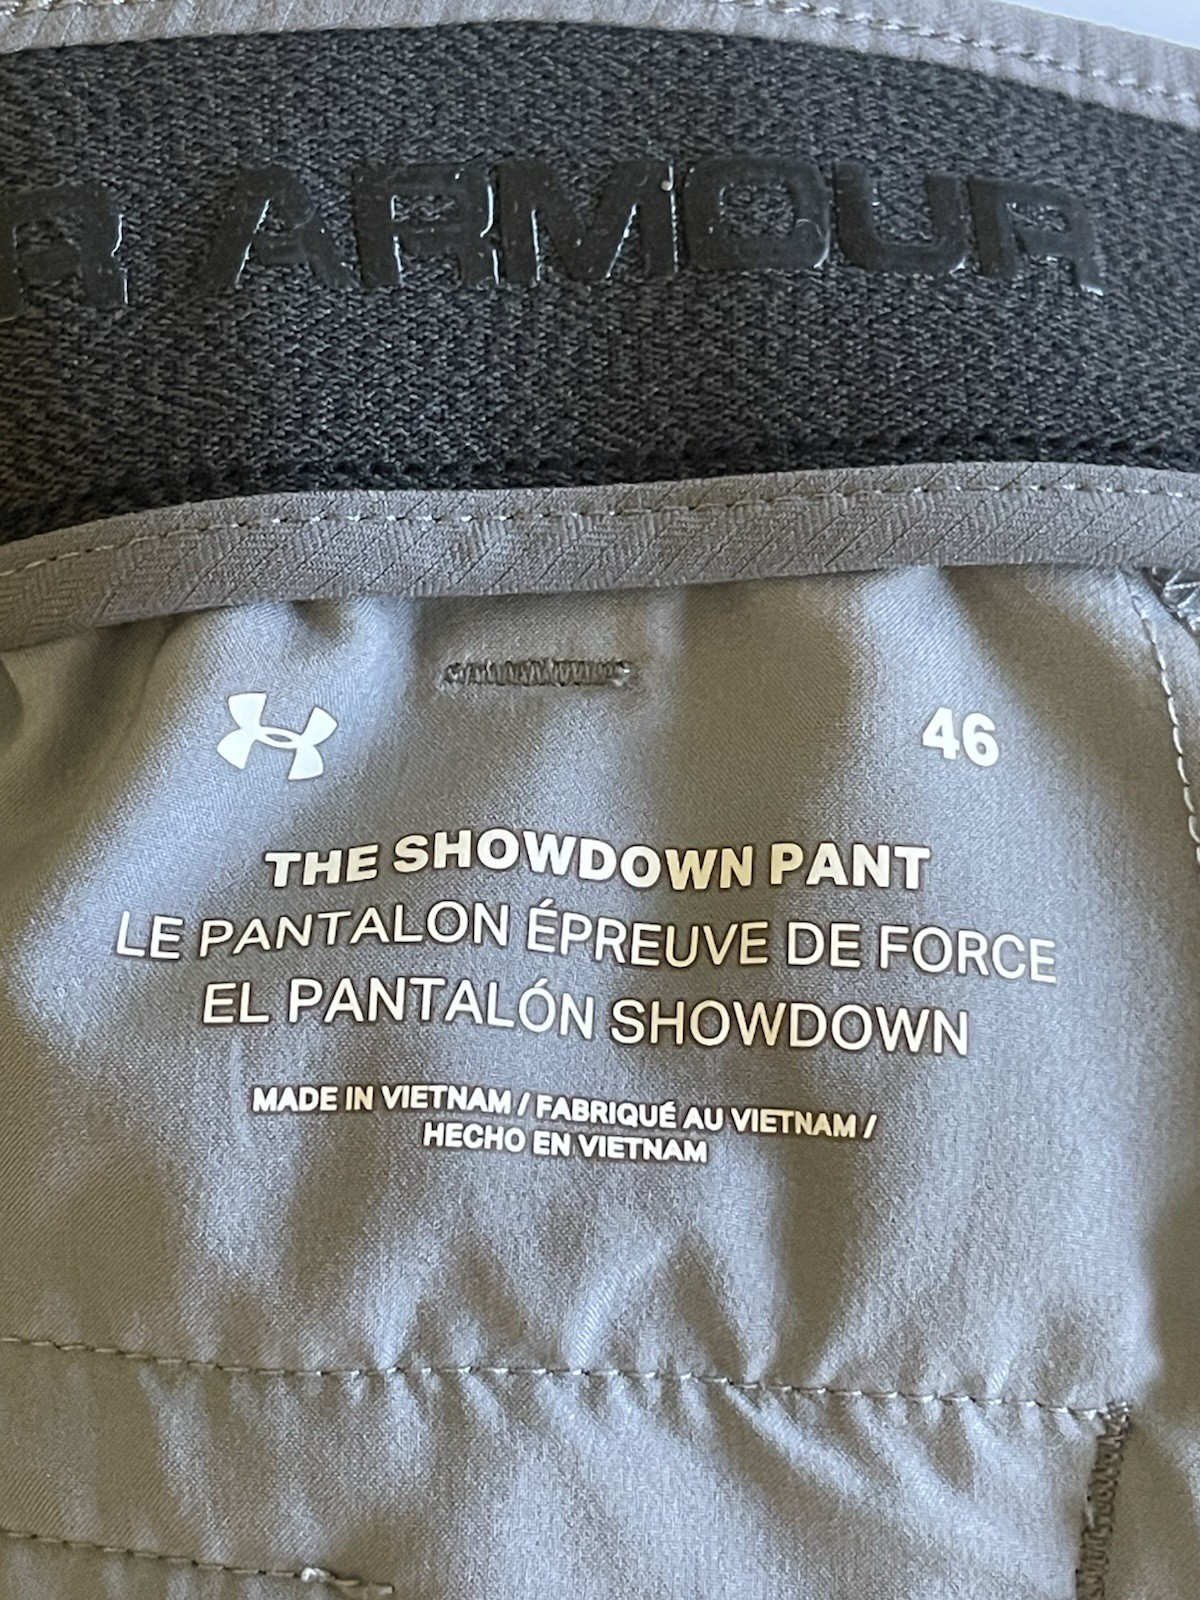 R ARMOUR
46
THE SHOWDOWN PANT
LE PANTALON ÉPREUVE DE FORCE
EL PANTALÓN SHOWDOWN
MADE IN VIETNAM / FABRIQUÉ AU VIETNAM /
HECHO EN VIETNAM